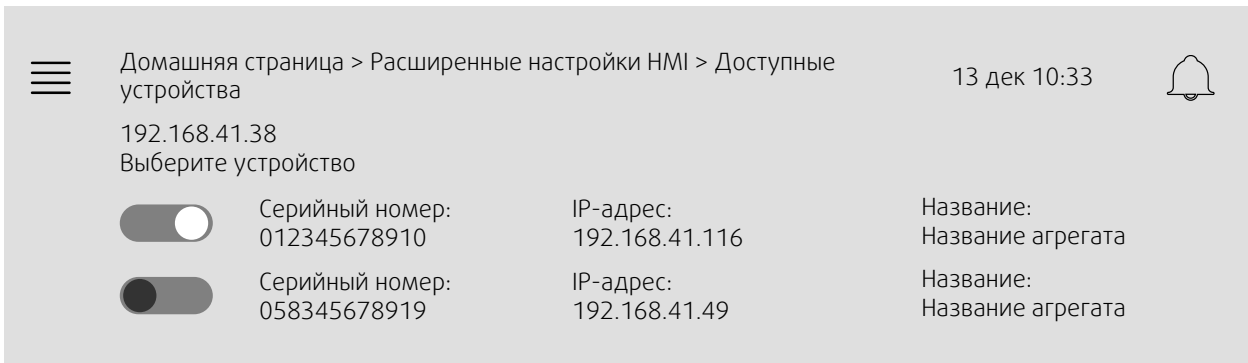 Домашняя страница > Расширенные настройки HMI > Доступные
устройства
13 дек 10:33
192.168.41.38
Выберите устройство
Серийный номер: IP-адрес: Название:
012345678910 192.168.41.116 Название агрегата
Серийный номер: IP-адрес: Название:
058345678919 192.168.41.49 Название агрегата